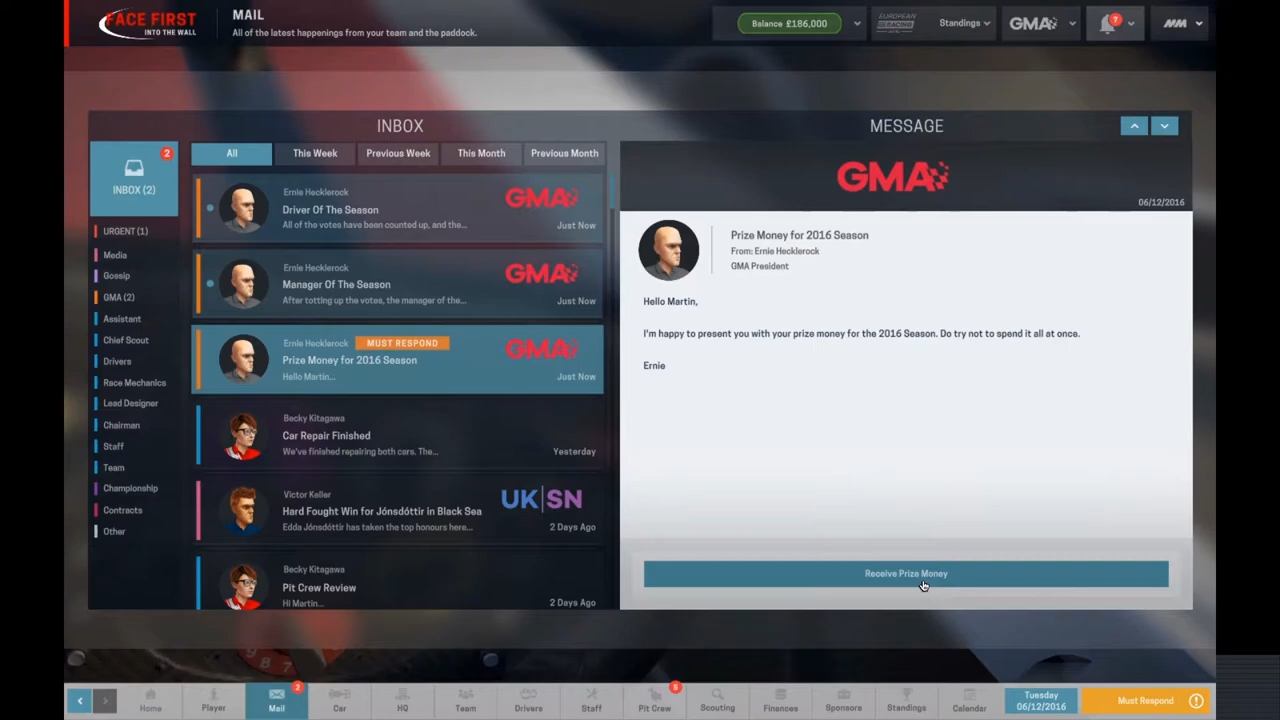 FACE FIRST
INTO THE WALL
MAIL
All of the latest happenings from your team and the paddock.
Balance £186,000
EUROPEAN
RACING
Standings
GMA
7
INBOX
MESSAGE
2
INBOX (2)
All
This Week
Previous Week
This Month
Previous Month
URGENT (1)
Media
Gossip
GMA (2)
Assistant
Chief Scout
Drivers
Race Mechanics
Lead Designer
Chairman
Staff
Team
Championship
Contracts
Other
Ernie Hecklerock
Driver Of The Season
All of the votes have been counted up, and the...
GMA
Just Now
Ernie Hecklerock
Manager Of The Season
After totting up the votes, the manager of the...
GMA
Just Now
Ernie Hecklerock
MUST RESPOND
Prize Money for 2016 Season
Hello Martin...
GMA
Just Now
Becky Kitagawa
Car Repair Finished
We've finished repairing both cars. The...
Yesterday
Victor Keller
Hard Fought Win for Jónsdóttir in Black Sea
Edda Jónsdóttir has taken the top honours here...
UK|SN
2 Days Ago
Becky Kitagawa
Pit Crew Review
Hi Martin...
2 Days Ago
GMA
06/12/2016
Prize Money for 2016 Season
From: Ernie Hecklerock
GMA President
Hello Martin,
I'm happy to present you with your prize money for the 2016 Season. Do try not to spend it all at once.
Ernie
Receive Prize Money
Home
Player
2
Mail
Car
HQ
Team
Drivers
Staff
5
Pit Crew
Scouting
Finances
Sponsors
Standings
Calendar
Tuesday
06/12/2016
Must Respond